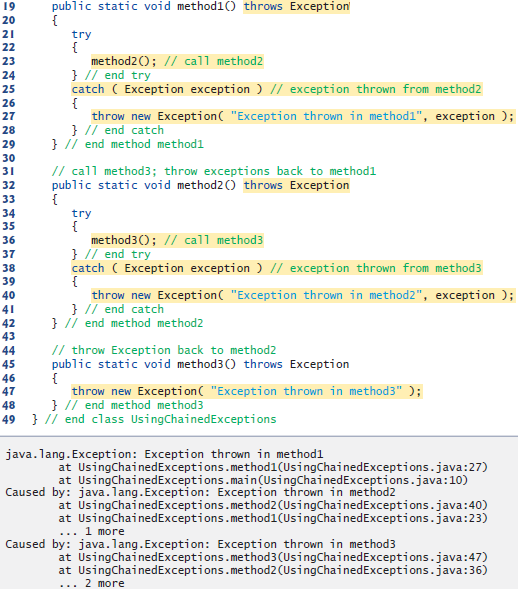 19 public static void method1() throws Exception
20 {
21 try
22 {
23 method2(); // call method2
24 } // end try
25 catch ( Exception exception ) // exception thrown from method2
26 {
27 throw new Exception( "Exception thrown in method1", exception );
28 } // end catch
29 } // end method method1
30
31 // call method3; throw exceptions back to method1
32 public static void method2() throws Exception
33 {
34 try
35 {
36 method3(); // call method3
37 } // end try
38 catch ( Exception exception ) // exception thrown from method3
39 {
40 throw new Exception( "Exception thrown in method2", exception );
41 } // end catch
42 } // end method method2
43
44 // throw Exception back to method2
45 public static void method3() throws Exception
46 {
47 throw new Exception( "Exception thrown in method3" );
48 } // end method method3
49 } // end class UsingChainedExceptions
java.lang.Exception: Exception thrown in method1
at UsingChainedExceptions.method1(UsingChainedExceptions.java:27)
at UsingChainedExceptions.main(UsingChainedExceptions.java:10)
Caused by: java.lang.Exception: Exception thrown in method2
at UsingChainedExceptions.method2(UsingChainedExceptions.java:40)
at UsingChainedExceptions.method1(UsingChainedExceptions.java:23)
... 1 more
Caused by: java.lang.Exception: Exception thrown in method3
at UsingChainedExceptions.method3(UsingChainedExceptions.java:47)
at UsingChainedExceptions.method2(UsingChainedExceptions.java:36)
... 2 more